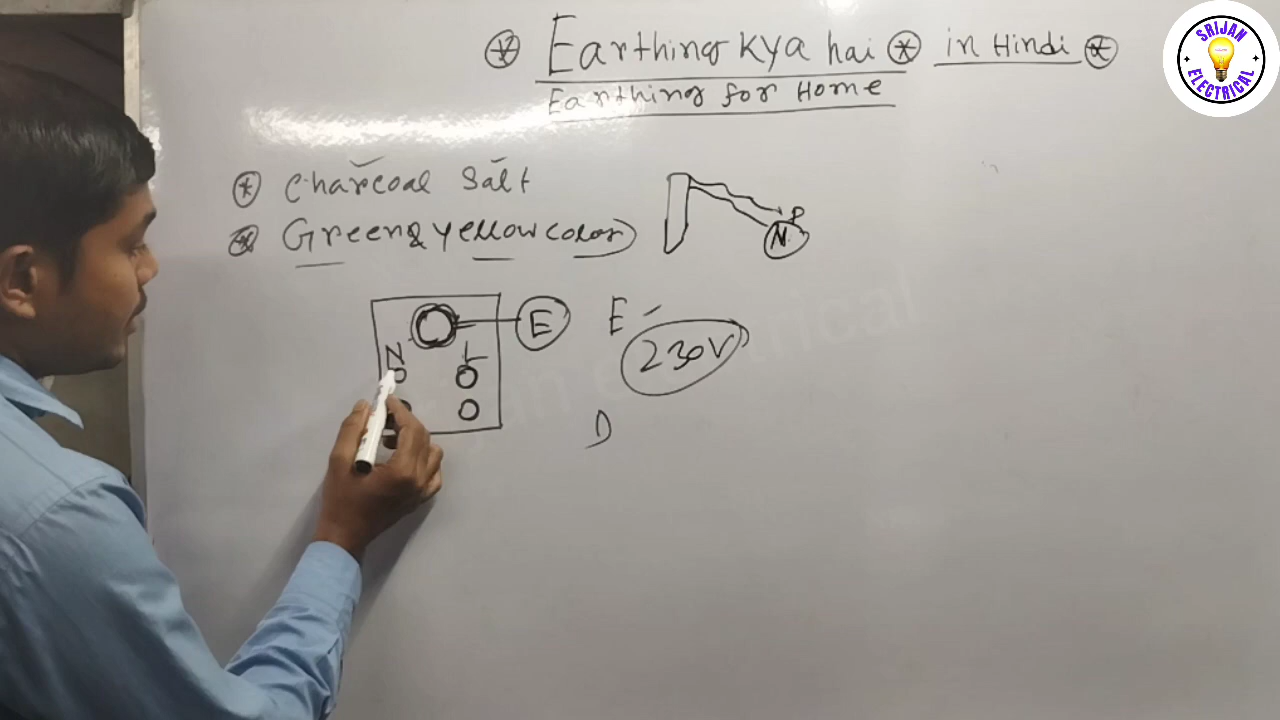 Earthing Kya hai in Hindi
Earthing for Home
Charcoal Salt
Green & Yellow color
P
N
E
E
N
L
230V
D
SRIJAN
ELECTRICAL